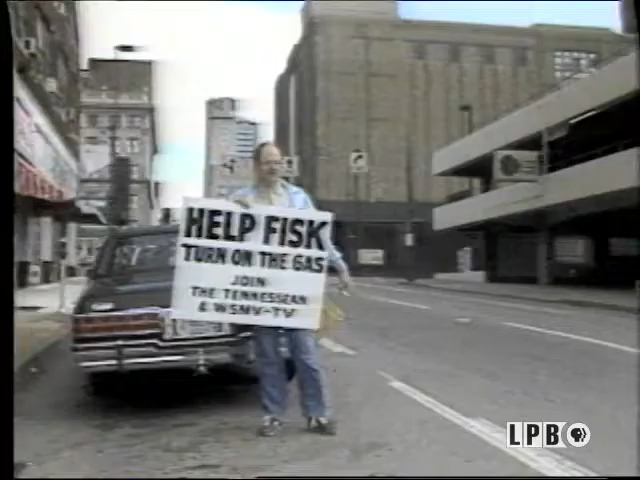 HELP FISK
TURN ON THE GAS
JOIN
THE TENNESSEAN
& WSMV-TV
LPB